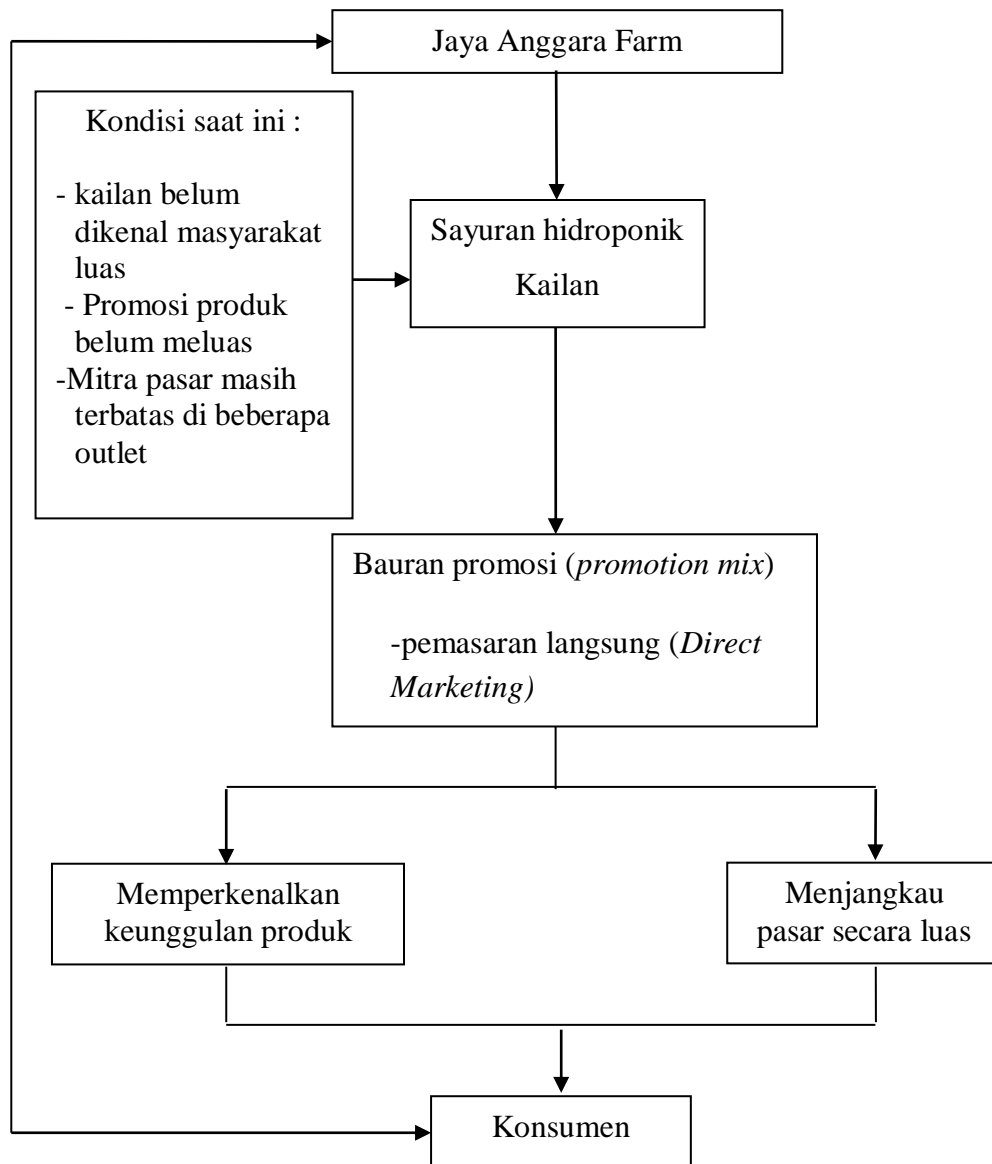 Jaya Anggara Farm
Kondisi saat ini :
- kailan belum
dikenal masyarakat
luas
- Promosi produk
belum meluas
-Mitra pasar masih
terbatas di beberapa
outlet
Sayuran hidroponik
Kailan
Bauran promosi (promotion mix)
-pemasaran langsung (Direct
Marketing)
Memperkenalkan
keunggulan produk
Menjangkau
pasar secara luas
Konsumen